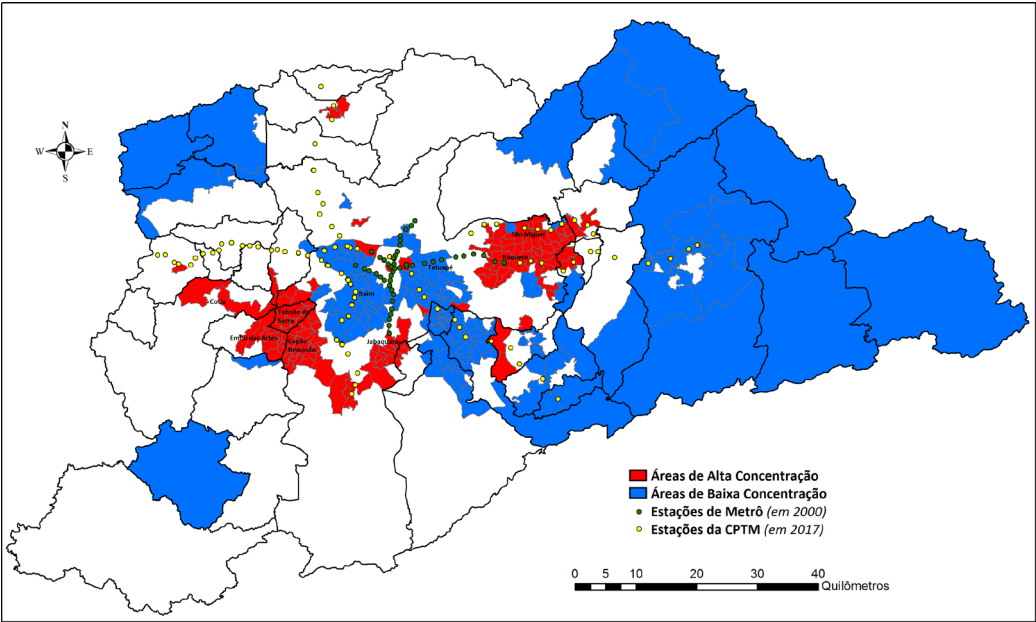 N
W E
S
São Miguel
Itaquera
Tatuapé
Itaim
Cotia
Taboão da
Serra
Embu das Artes
Capão
Redondo
Jabaquara
Áreas de Alta Concentração
Áreas de Baixa Concentração
Estações de Metrô (em 2000)
Estações da CPTM (em 2017)
0 5 10 20 30 40
Quilômetros